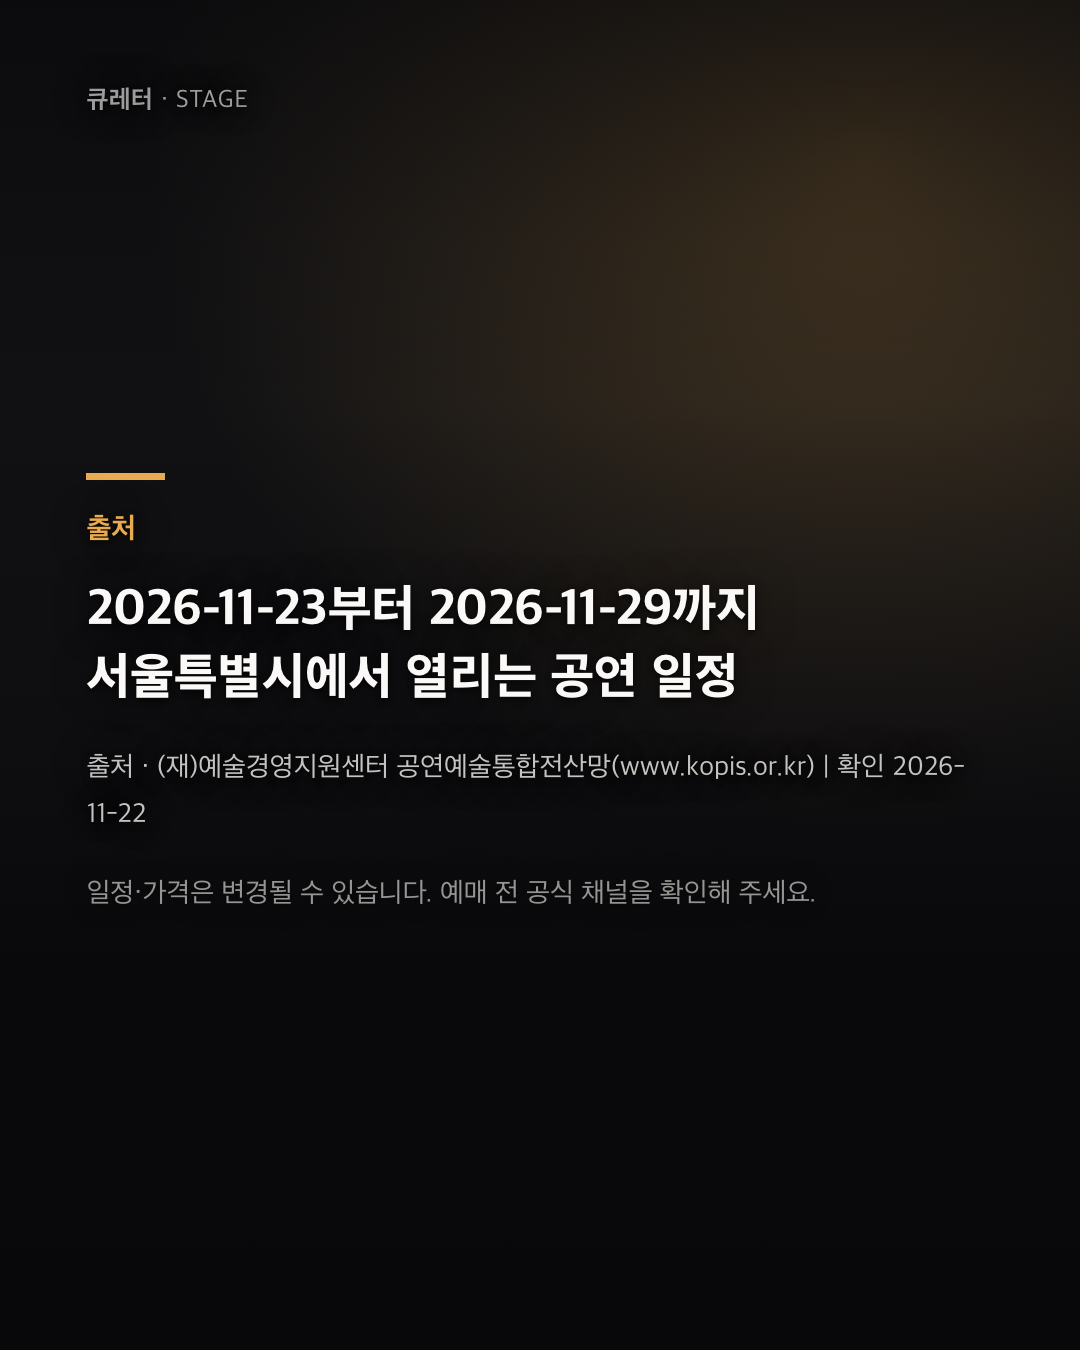 큐레터 · STAGE
출처
2026-11-23부터 2026-11-29까지
서울특별시에서 열리는 공연 일정
출처 · (재)예술경영지원센터 공연예술통합전산망(www.kopis.or.kr) | 확인 2026-
11-22
일정·가격은 변경될 수 있습니다. 예매 전 공식 채널을 확인해 주세요.